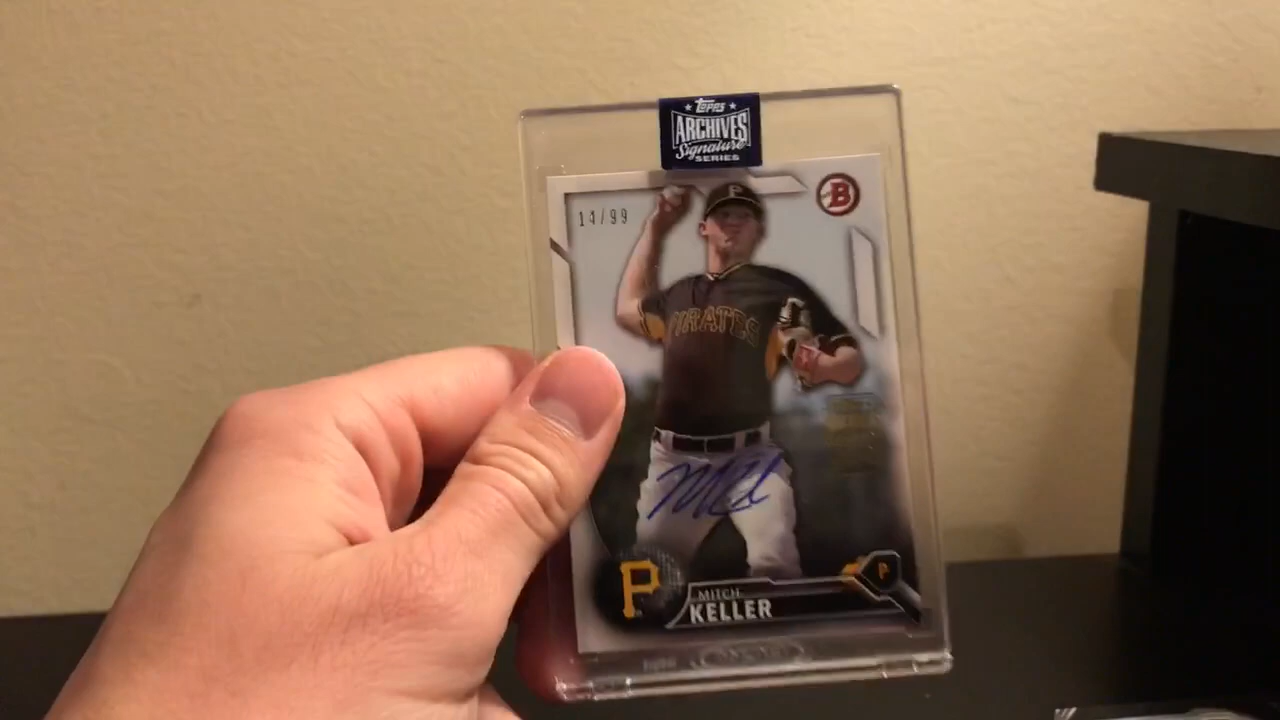 Topps
ARCHIVES
Signature
SERIES
B
14/99
P
PIRATES
P
P
MITCH
KELLER